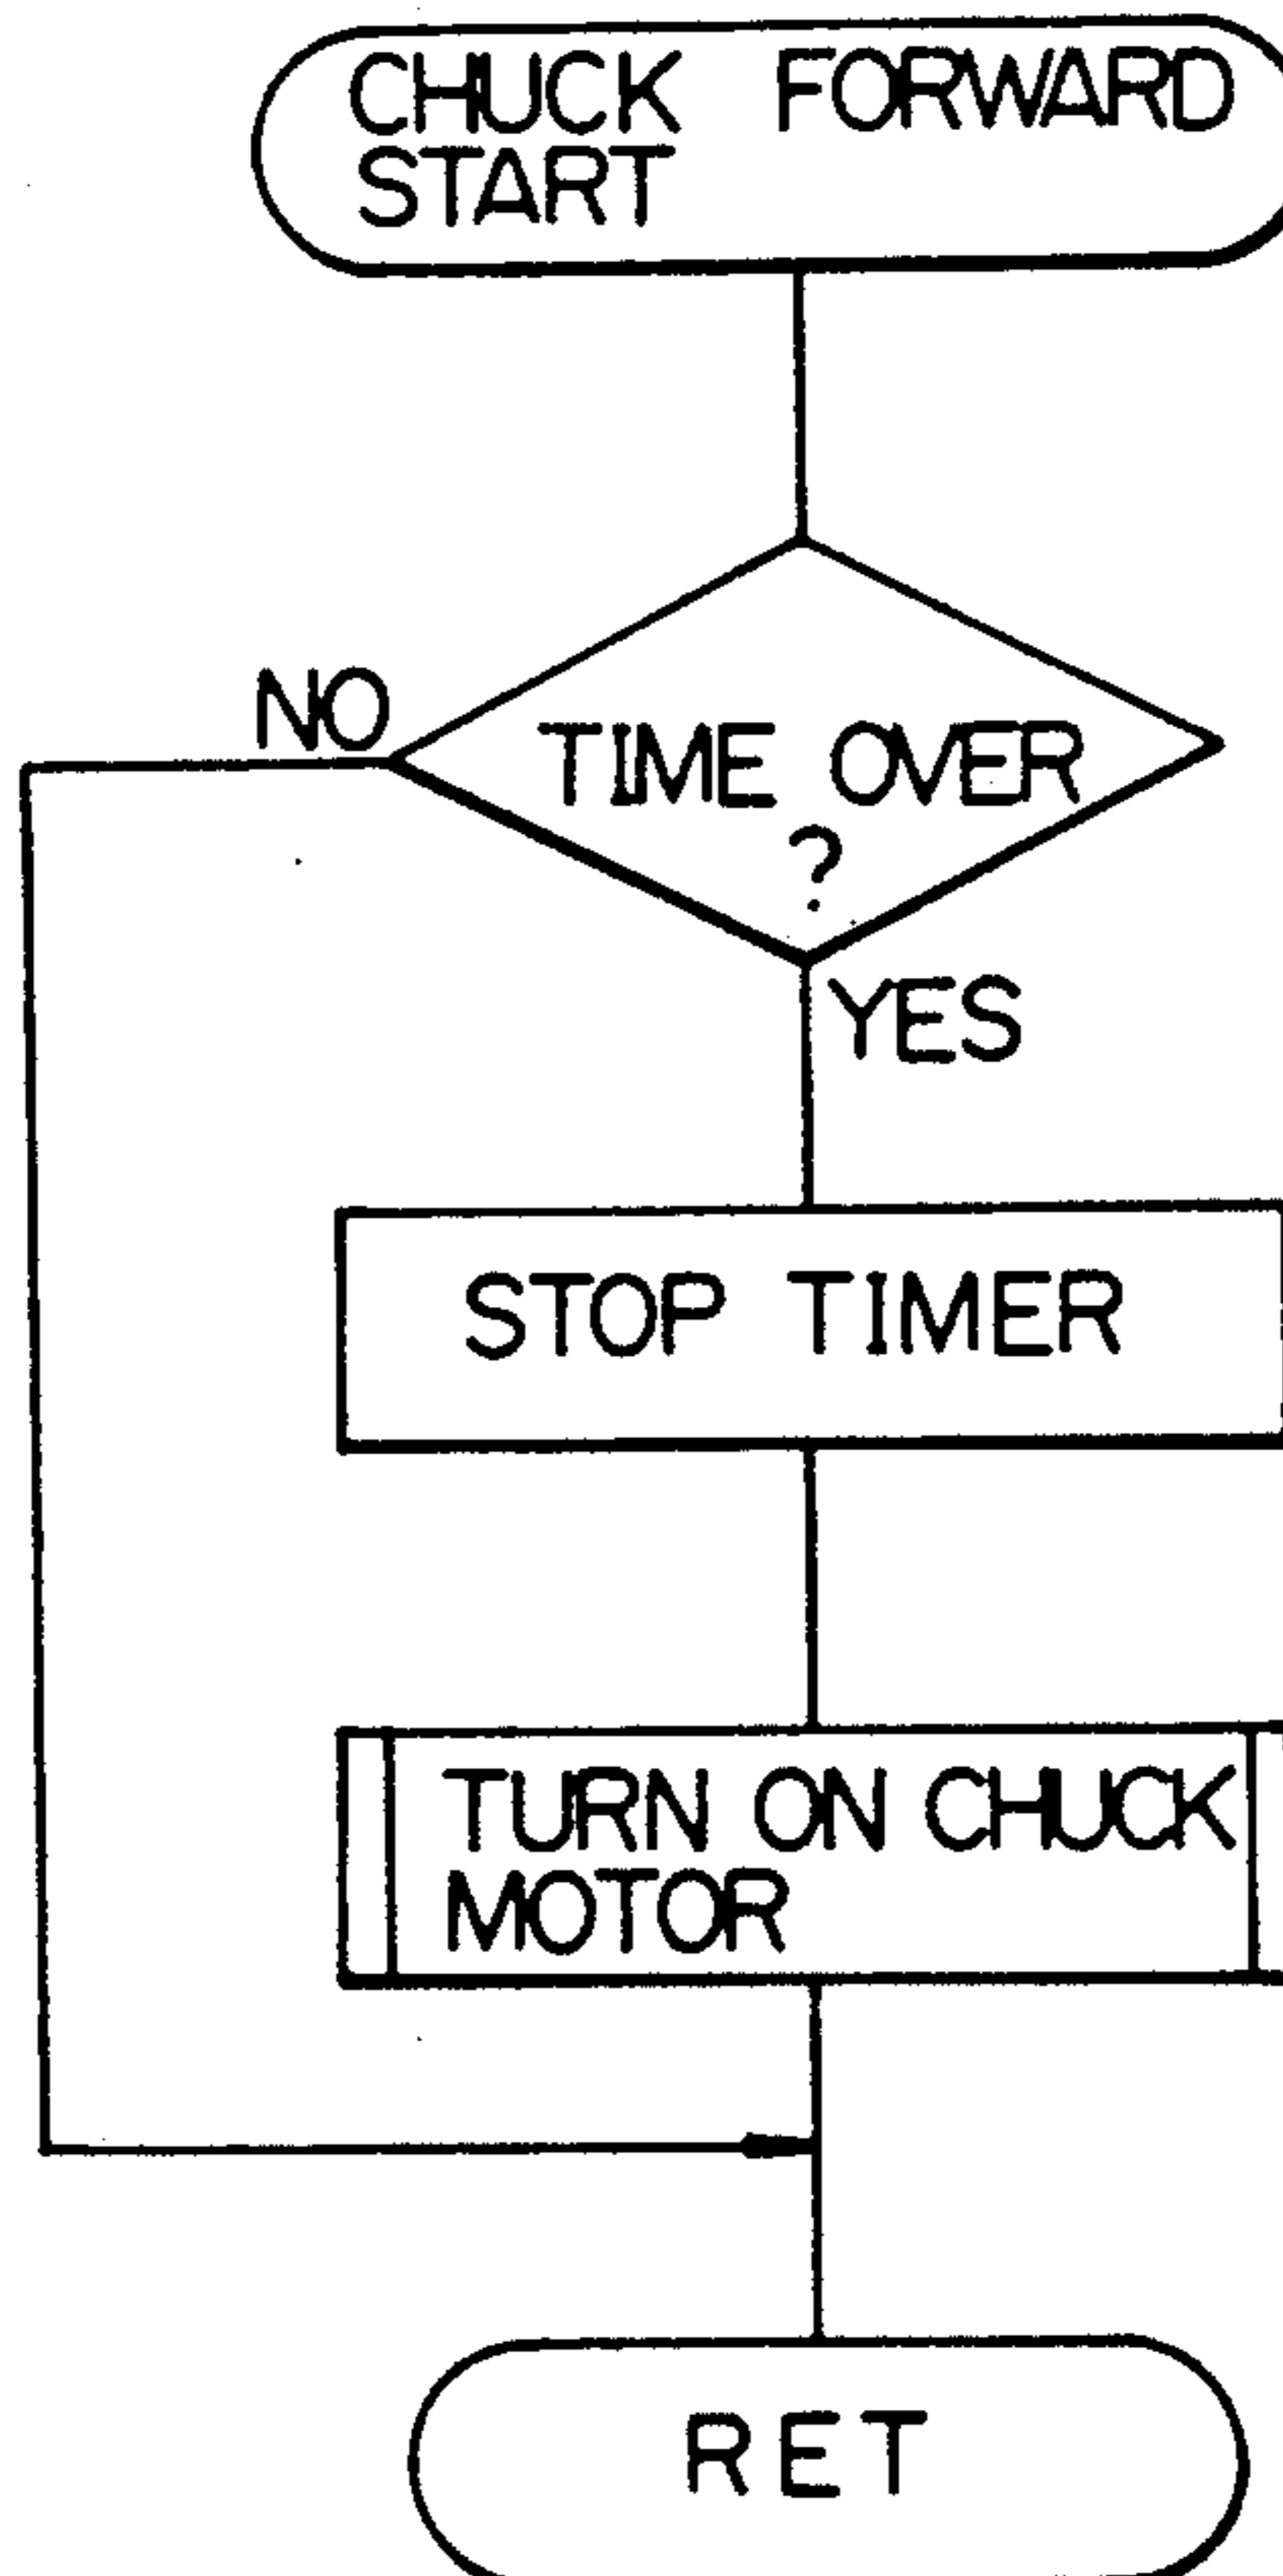 CHUCK FORWARD
START
NO
TIME OVER
?
YES
STOP TIMER
TURN ON CHUCK
MOTOR
RET